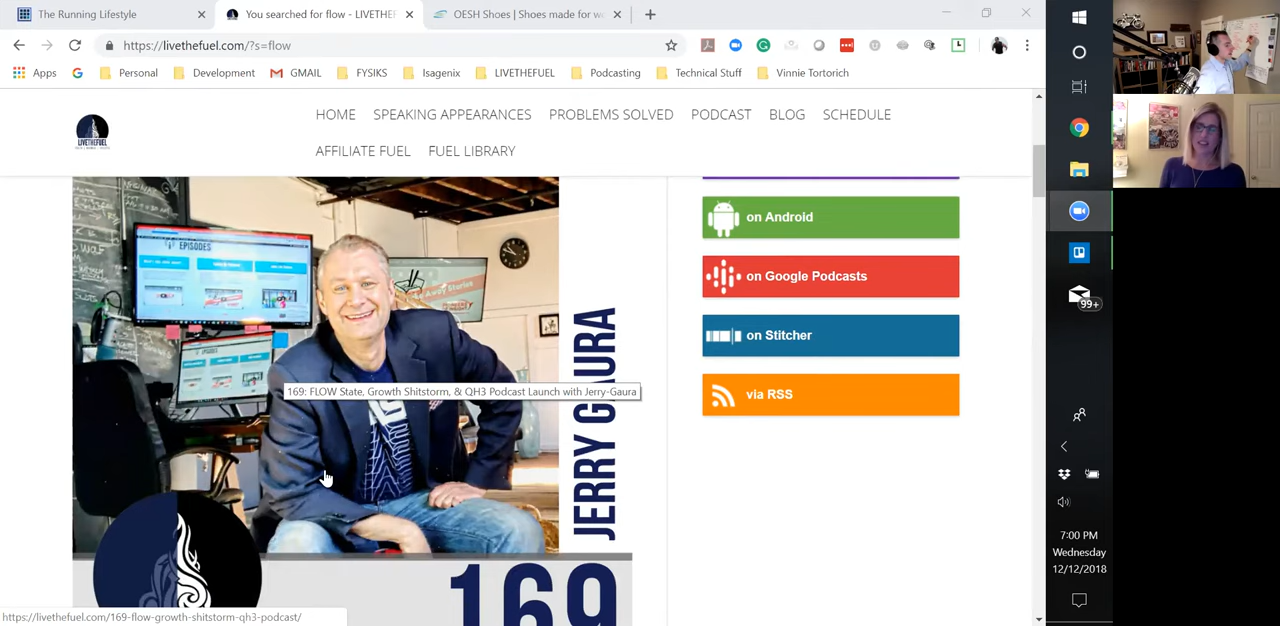 The Running Lifestyle
You searched for flow - LIVETHEF
OESH Shoes | Shoes made for w
https://livethefuel.com/?s=flow
Apps
Personal
Development
GMAIL
FYSIKS
Isagenix
LIVETHEFUEL
Podcasting
Technical Stuff
Vinnie Tortorich
LIVETHEFUEL
HOME
SPEAKING APPEARANCES
PROBLEMS SOLVED
PODCAST
BLOG
SCHEDULE
AFFILIATE FUEL
FUEL LIBRARY
EPISODES
on Android
on Google Podcasts
on Stitcher
via RSS
JERRY GAURA
169: FLOW State, Growth Shitstorm, & QH3 Podcast Launch with Jerry-Gaura
169
https://livethefuel.com/169-flow-growth-shitstorm-qh3-podcast/
99+
7:00 PM
Wednesday
12/12/2018